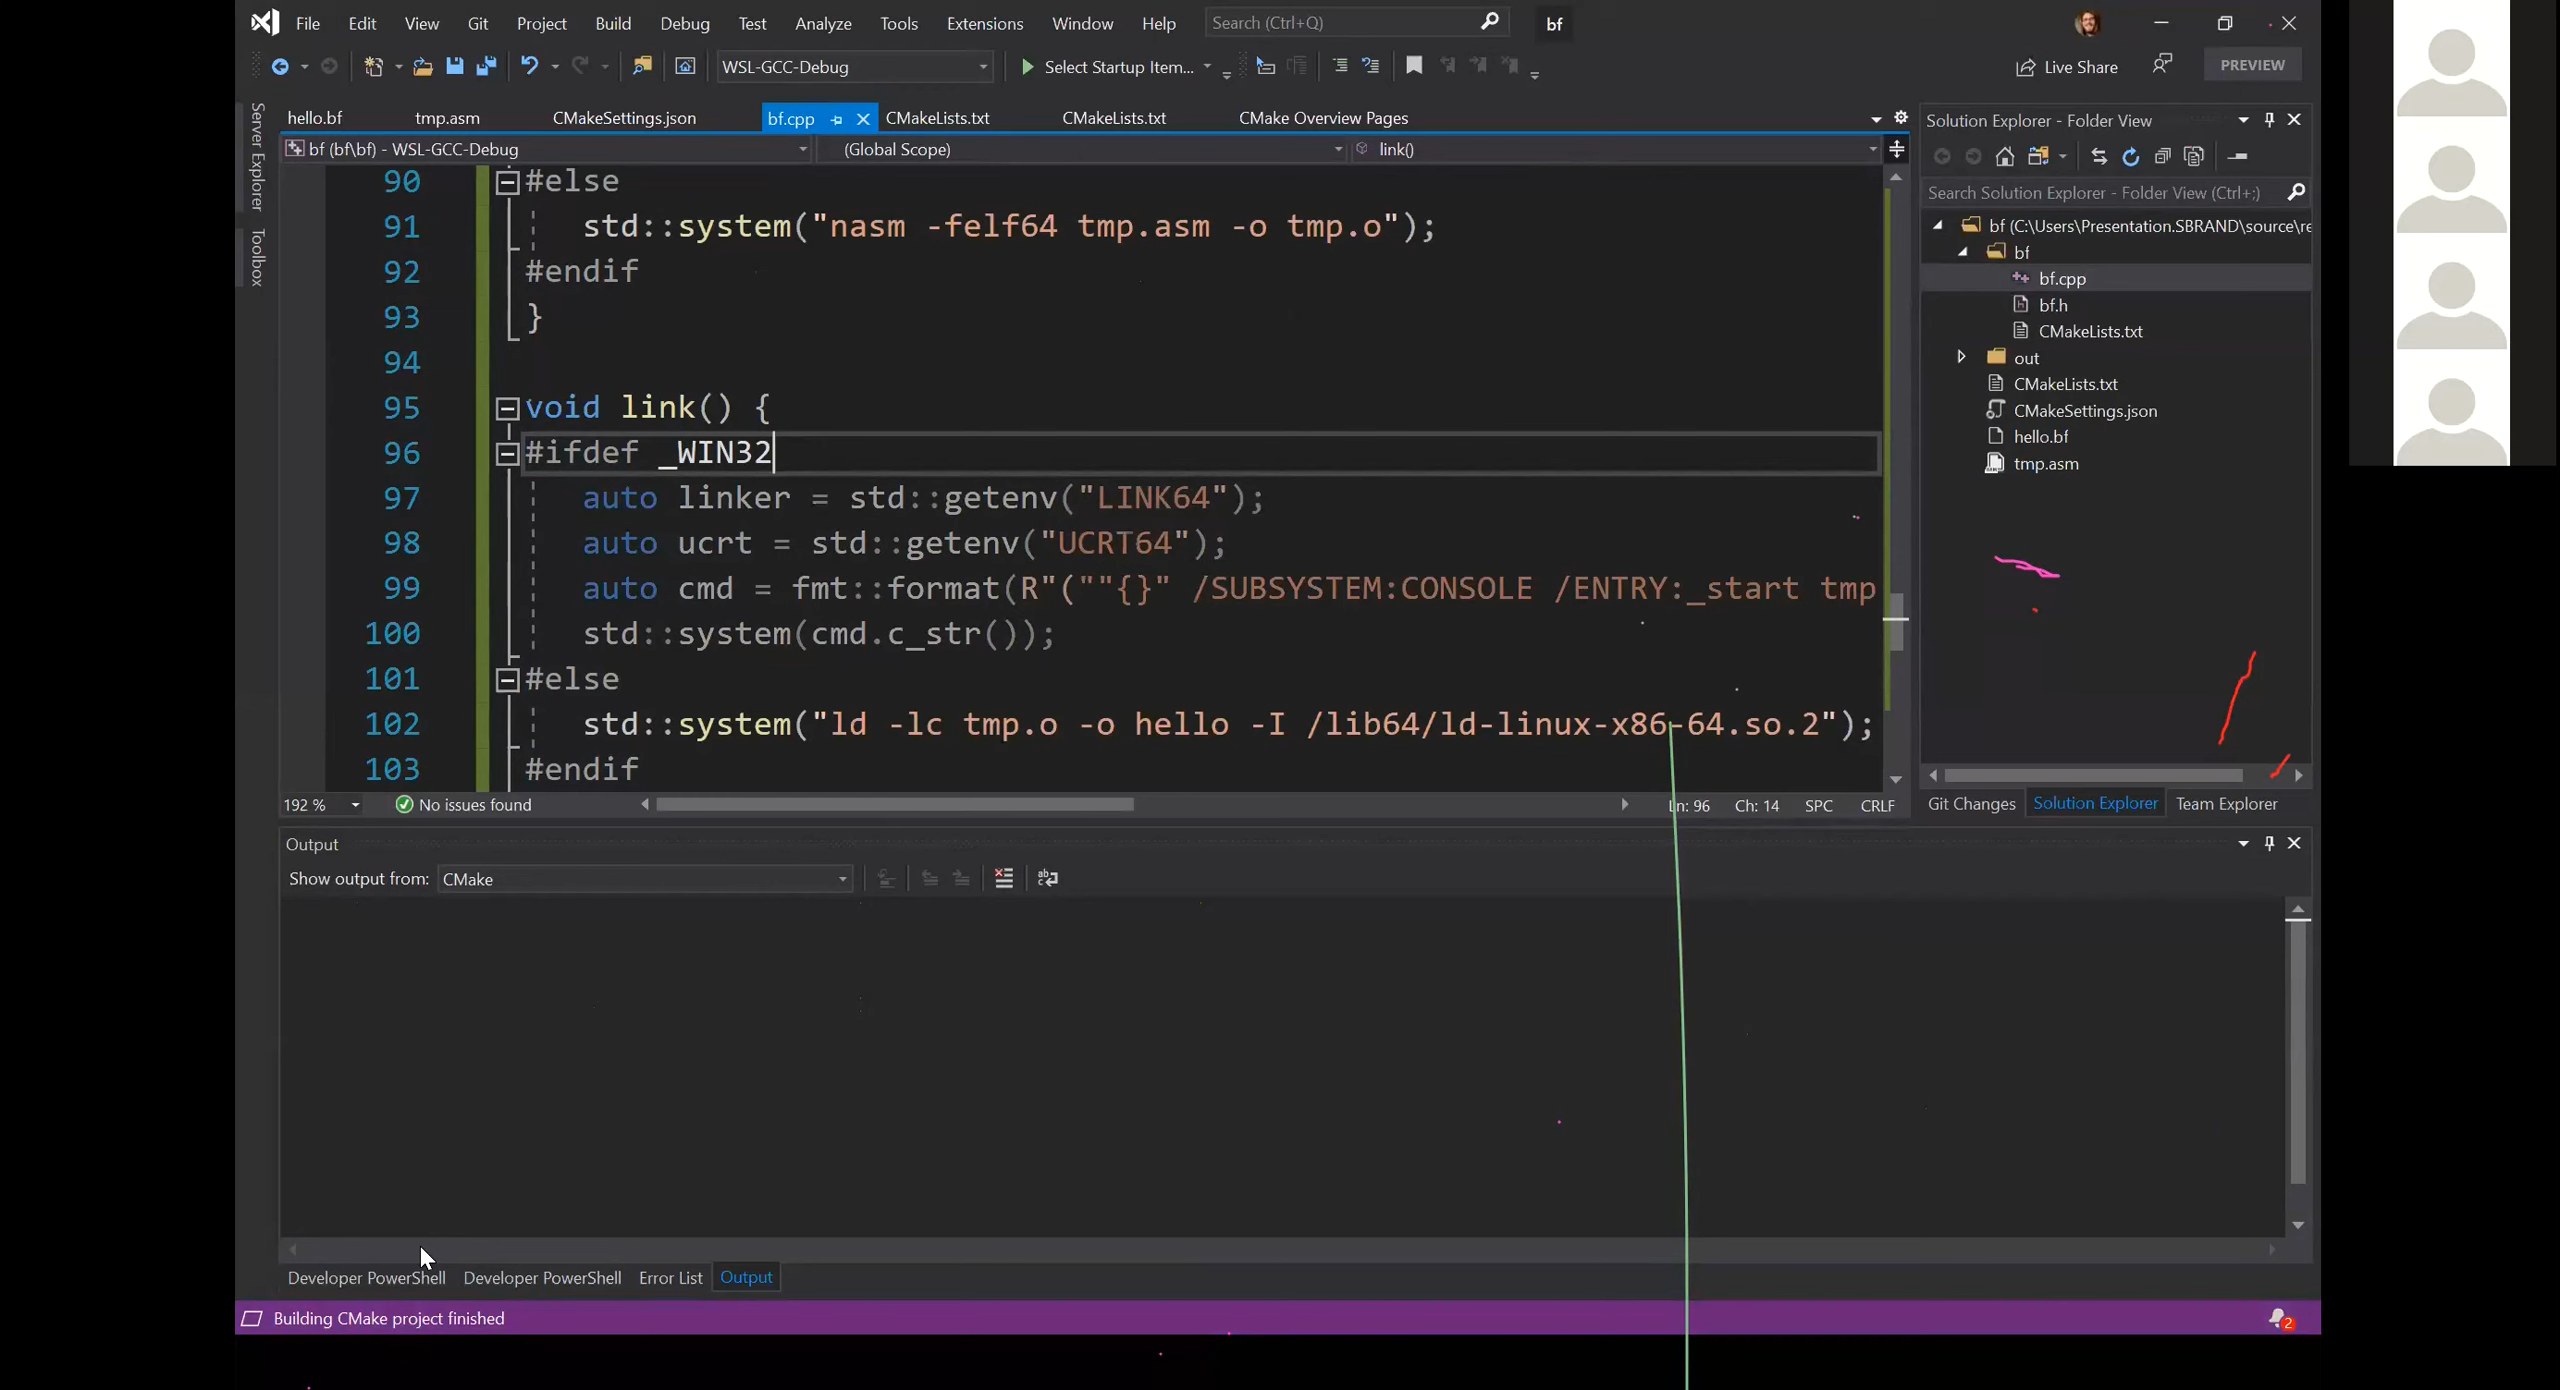 File Edit View Git Project Build Debug Test Analyze Tools Extensions Window Help Search (Ctrl+Q) bf
WSL-GCC-Debug Select Startup Item... Live Share PREVIEW
Server Explorer
Toolbox
hello.bf tmp.asm CMakeSettings.json bf.cpp CMakeLists.txt CMakeLists.txt CMake Overview Pages
bf (bf\bf) - WSL-GCC-Debug (Global Scope) link()
90 #else
91 std::system("nasm -felf64 tmp.asm -o tmp.o");
92 #endif
93 }
94
95 void link() {
96 #ifdef _WIN32
97 auto linker = std::getenv("LINK64");
98 auto ucrt = std::getenv("UCRT64");
99 auto cmd = fmt::format(R"(""{}" /SUBSYSTEM:CONSOLE /ENTRY:_start tmp
100 std::system(cmd.c_str());
101 #else
102 std::system("ld -lc tmp.o -o hello -I /lib64/ld-linux-x86-64.so.2");
103 #endif
192 % No issues found Ln: 96 Ch: 14 SPC CRLF
Solution Explorer - Folder View
Search Solution Explorer - Folder View (Ctrl+;)
bf (C:\Users\Presentation.SBRAND\source\re
bf
bf.cpp
bf.h
CMakeLists.txt
out
CMakeLists.txt
CMakeSettings.json
hello.bf
tmp.asm
Git Changes Solution Explorer Team Explorer
Output
Show output from: CMake
Developer PowerShell Developer PowerShell Error List Output
Building CMake project finished 2